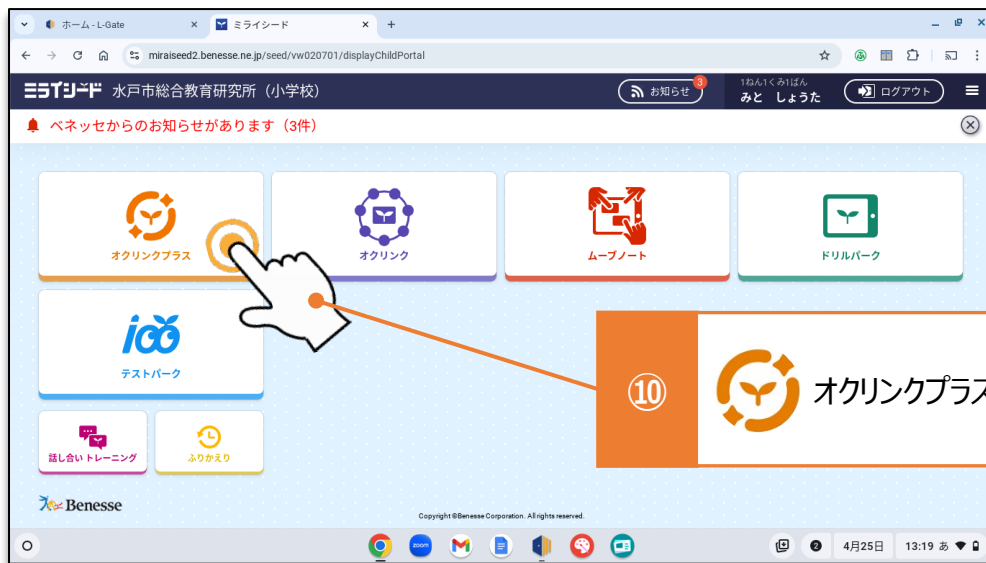 ホーム - L-Gate
ミライシード
miraiseed2.benesse.ne.jp/seed/vw020701/displayChildPortal
ミライシード 水戸市総合教育研究所（小学校）
お知らせ
3
1ねん1くみ1ばん
みと しょうた
ログアウト
ベネッセからのお知らせがあります（3件）
オクリンクプラス
オクリンク
ムーブノート
ドリルパーク
100
テストパーク
⑩
オクリンクプラス
話し合い トレーニング
ふりかえり
Benesse
Copyright ©Benesse Corporation. All rights reserved.
zoom
2
4月25日
13:19
あ